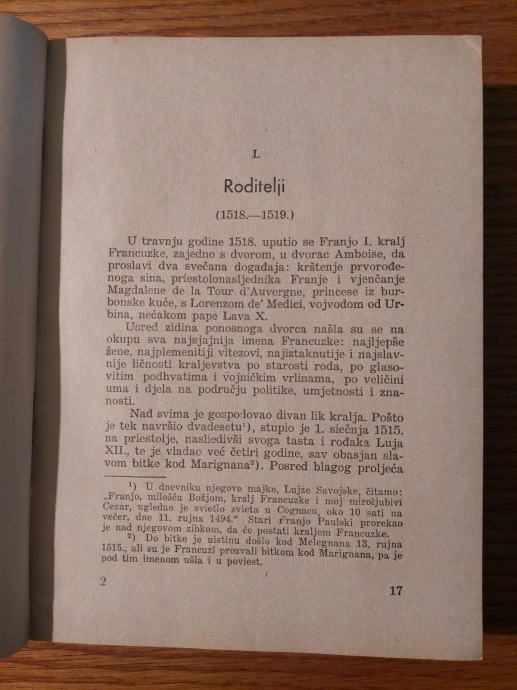 I.
Roditelji
(1518.—1519.)
U travnju godine 1518. uputio se Franjo I. kralj
Francuzke, zajedno s dvorom, u dvorac Amboise, da
proslavi dva svečana događaja: krštenje prvorođe-
noga sina, priestolonasljednika Franje i vjenčanje
Magdalene de la Tour d'Auvergne, princese iz bur-
bonske kuće, s Lorenzom de' Medici, vojvodom od Ur-
bina, nećakom pape Lava X.
Usred zidina ponosnoga dvorca našla su se na
okupu sva najsjajnija imena Francuzke: najljepše
žene, najplemenitiji vitezovi, najiztaknutije i najslav-
nije ličnosti kraljevstva po starosti roda, po glaso-
vitim podhvatima i vojničkim vrlinama, po veličini
uma i djela na području politike, umjetnosti i zna-
nosti.
Nad svima je gospodovao divan lik kralja. Pošto
je tek navršio dvadesetu¹), stupio je 1. siečnja 1515.
na priestolje, nasliedivši svoga tasta i rođaka Luja
XII., te je vladao već četiri godine, sav obasjan sla-
vom bitke kod Marignana²). Posred blagog proljeća
¹) U dnevniku njegove majke, Lujze Savojske, čitamo:
„Franjo, milošću Božjom, kralj Francuzke i moj miroljubivi
Cezar, ugledao je svietlo svieta u Cognacu, oko 10 sati na
večer, dne 11. rujna 1494.“ Stari Franjo Paulski prorekao
je nad njegovom zibkom, da će postati kraljem Francuzke.
²) Do bitke je uistinu došlo kod Melegnana 13. rujna
1515., ali su je Francuzi prozvali bitkom kod Marignana, pa je
pod tim imenom ušla i u poviest.
2
17